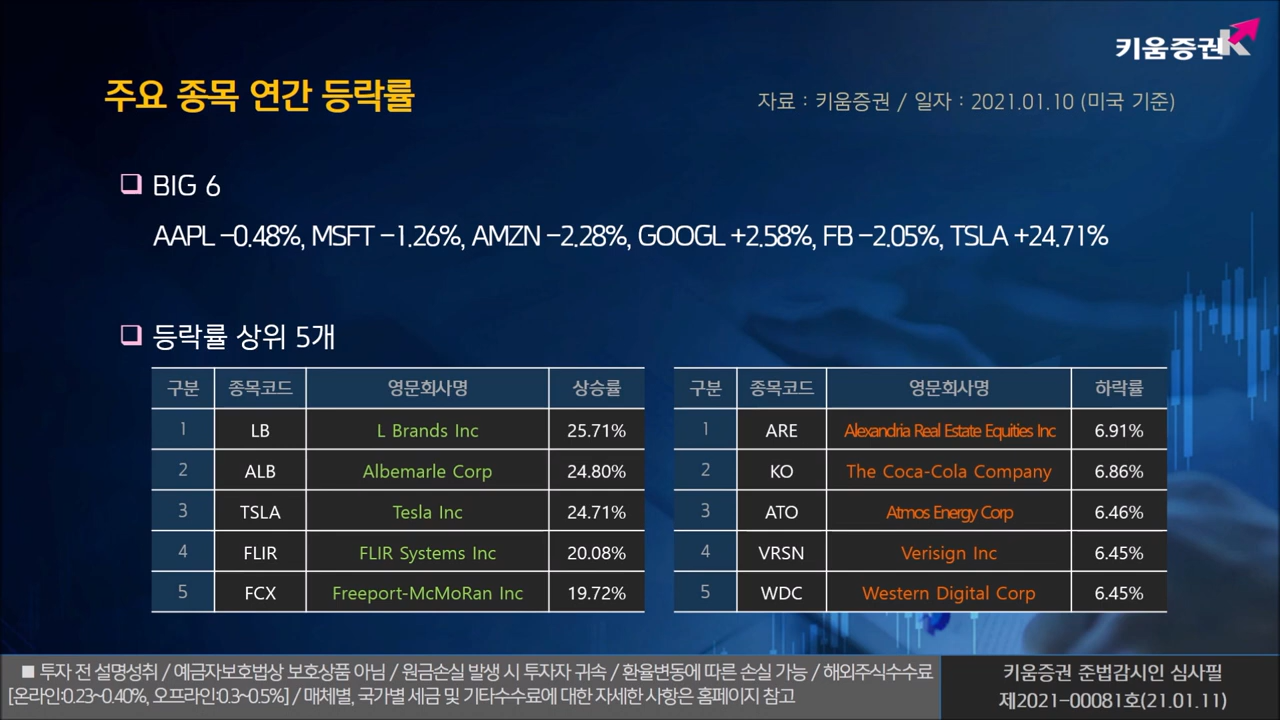 키움증권
주요 종목 연간 등락률
자료 : 키움증권 / 일자 : 2021.01.10 (미국 기준)
❏ BIG 6
AAPL -0.48%, MSFT -1.26%, AMZN -2.28%, GOOGL +2.58%, FB -2.05%, TSLA +24.71%
❏ 등락률 상위 5개
구분 종목코드 영문회사명 상승률
1 LB L Brands Inc 25.71%
2 ALB Albemarle Corp 24.80%
3 TSLA Tesla Inc 24.71%
4 FLIR FLIR Systems Inc 20.08%
5 FCX Freeport-McMoRan Inc 19.72%
구분 종목코드 영문회사명 하락률
1 ARE Alexandria Real Estate Equities Inc 6.91%
2 KO The Coca-Cola Company 6.86%
3 ATO Atmos Energy Corp 6.46%
4 VRSN Verisign Inc 6.45%
5 WDC Western Digital Corp 6.45%
■ 투자 전 설명성취 / 예금자보호법상 보호상품 아님 / 원금손실 발생 시 투자자 귀속 / 환율변동에 따른 손실 가능 / 해외주식수수료
[온라인:0.23~0.40%, 오프라인:0.3~0.5%] / 매체별, 국가별 세금 및 기타수수료에 대한 자세한 사항은 홈페이지 참고
키움증권 준법감시인 심사필
제2021-00081호(21.01.11)